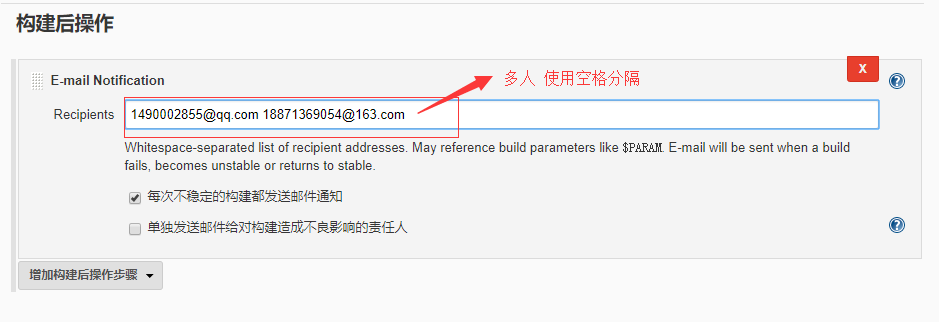 构建后操作
X
E-mail Notification
多人 使用空格分隔
Recipients
1490002855@qq.com 18871369054@163.com
Whitespace-separated list of recipient addresses. May reference build parameters like $PARAM. E-mail will be sent when a build
fails, becomes unstable or returns to stable.
每次不稳定的构建都发送邮件通知
单独发送邮件给对构建造成不良影响的责任人
增加构建后操作步骤